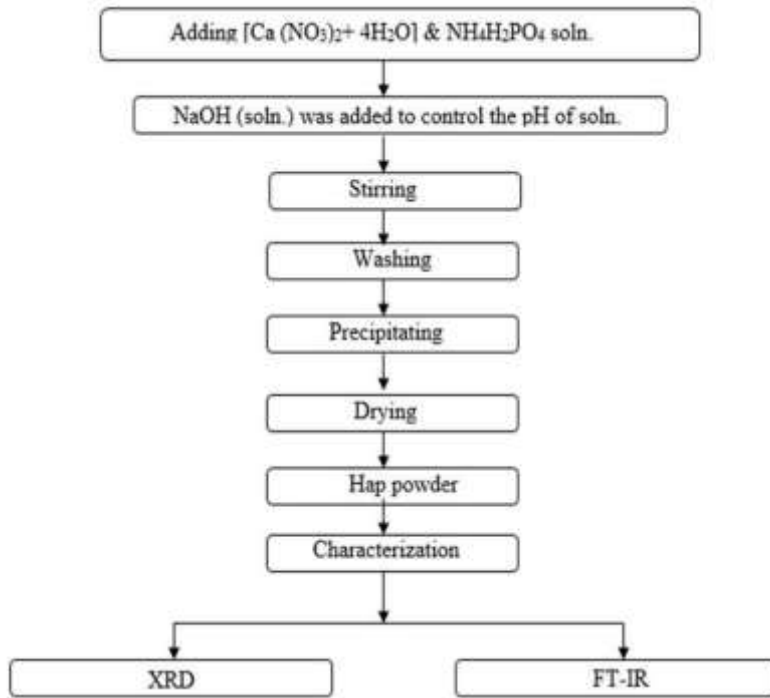 Adding [Ca (NO₃)₂+ 4H₂O] & NH₄H₂PO₄ soln.
NaOH (soln.) was added to control the pH of soln.
Stirring
Washing
Precipitating
Drying
Hap powder
Characterization
XRD
FT-IR